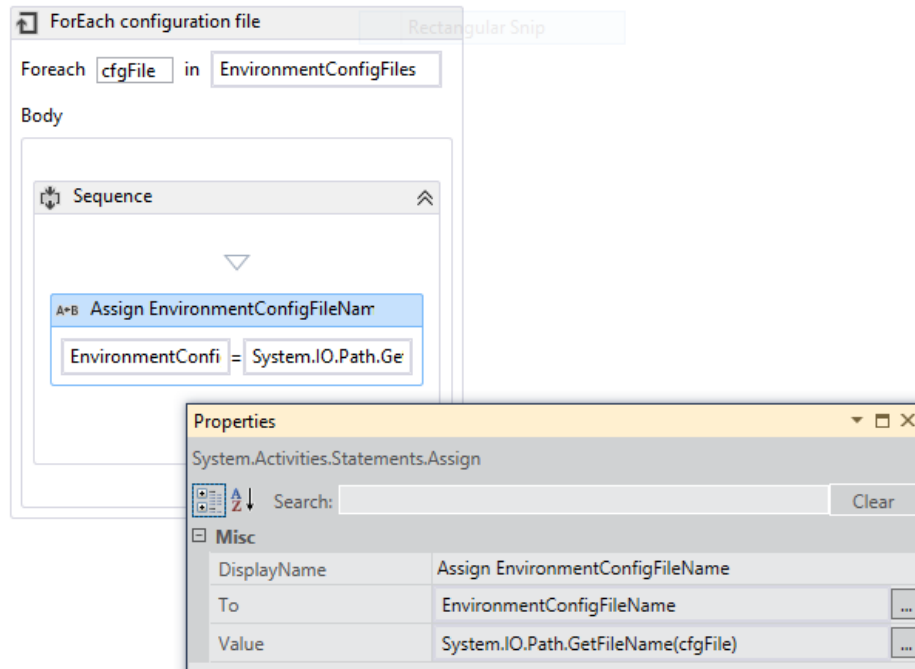 ForEach configuration file
Rectangular Snip
Foreach cfgFile in EnvironmentConfigFiles
Body
Sequence
A+B Assign EnvironmentConfigFileNam
EnvironmentConfi = System.IO.Path.Ge
Properties
System.Activities.Statements.Assign
AZ Search: Clear
Misc
DisplayName Assign EnvironmentConfigFileName
To EnvironmentConfigFileName ...
Value System.IO.Path.GetFileName(cfgFile) ...